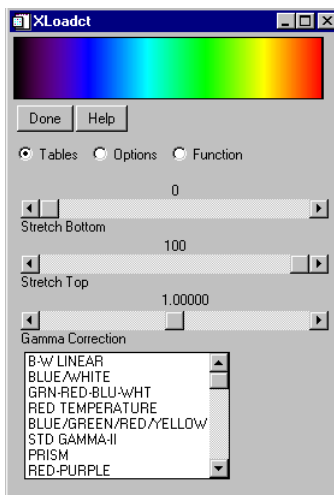 XLoadct
Done Help
Tables Options Function
0
Stretch Bottom
100
Stretch Top
1.00000
Gamma Correction
B-W LINEAR
BLUE/WHITE
GRN-RED-BLU-WHT
RED TEMPERATURE
BLUE/GREEN/RED/YELLOW
STD GAMMA-II
PRISM
RED-PURPLE